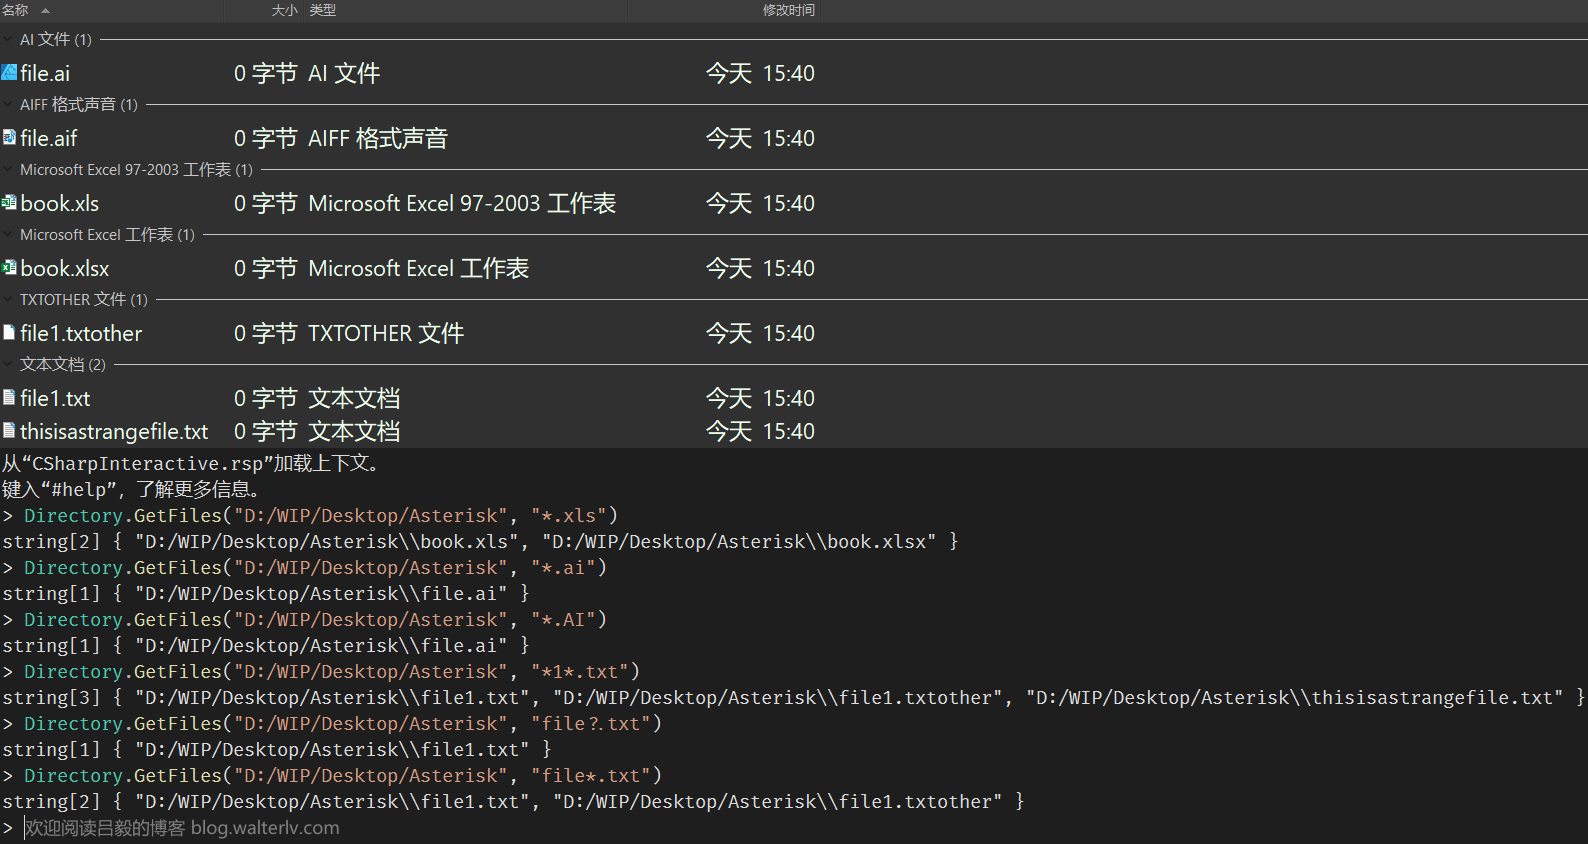 名称 大小 类型 修改时间
AI 文件 (1)
file.ai 0 字节 AI 文件 今天 15:40
AIFF 格式声音 (1)
file.aif 0 字节 AIFF 格式声音 今天 15:40
Microsoft Excel 97-2003 工作表 (1)
book.xls 0 字节 Microsoft Excel 97-2003 工作表 今天 15:40
Microsoft Excel 工作表 (1)
book.xlsx 0 字节 Microsoft Excel 工作表 今天 15:40
TXTOTHER 文件 (1)
file1.txtother 0 字节 TXTOTHER 文件 今天 15:40
文本文档 (2)
file1.txt 0 字节 文本文档 今天 15:40
thisisastrangefile.txt 0 字节 文本文档 今天 15:40
从“CSharpInteractive.rsp”加载上下文。
键入“#help”，了解更多信息。
> Directory.GetFiles("D:/WIP/Desktop/Asterisk", "*.xls")
string[2] { "D:/WIP/Desktop/Asterisk\\book.xls", "D:/WIP/Desktop/Asterisk\\book.xlsx" }
> Directory.GetFiles("D:/WIP/Desktop/Asterisk", "*.ai")
string[1] { "D:/WIP/Desktop/Asterisk\\file.ai" }
> Directory.GetFiles("D:/WIP/Desktop/Asterisk", "*.AI")
string[1] { "D:/WIP/Desktop/Asterisk\\file.ai" }
> Directory.GetFiles("D:/WIP/Desktop/Asterisk", "*1*.txt")
string[3] { "D:/WIP/Desktop/Asterisk\\file1.txt", "D:/WIP/Desktop/Asterisk\\file1.txtother", "D:/WIP/Desktop/Asterisk\\thisisastrangefile.txt" }
> Directory.GetFiles("D:/WIP/Desktop/Asterisk", "file?.txt")
string[1] { "D:/WIP/Desktop/Asterisk\\file1.txt" }
> Directory.GetFiles("D:/WIP/Desktop/Asterisk", "file*.txt")
string[2] { "D:/WIP/Desktop/Asterisk\\file1.txt", "D:/WIP/Desktop/Asterisk\\file1.txtother" }
> 欢迎阅读吕毅的博客 blog.walterlv.com